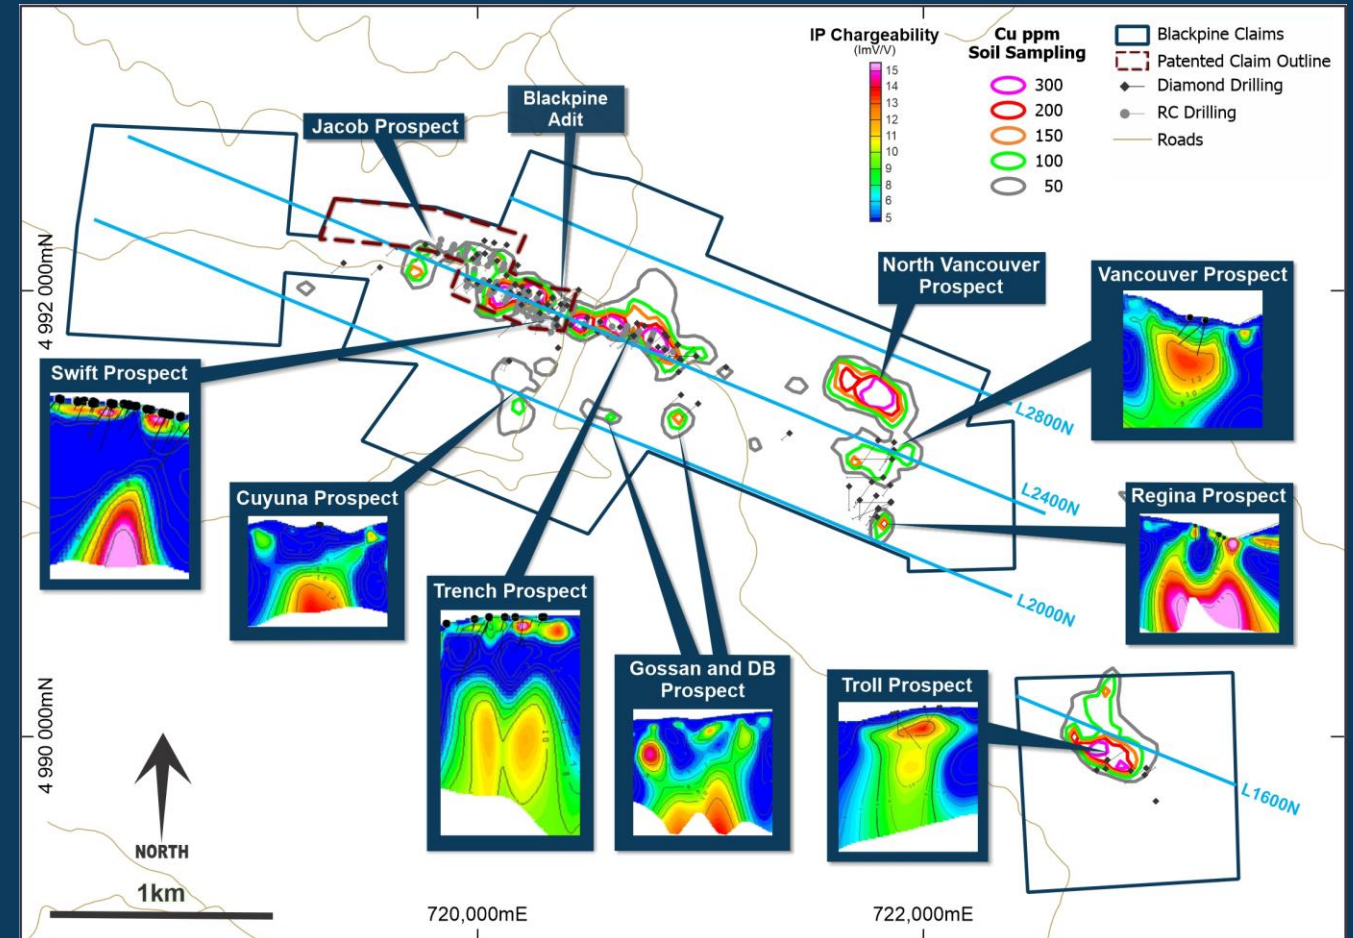 IP Chargeability
(ImV/V)
15
14
13
12
11
10
9
8
6
5
Cu ppm
Soil Sampling
300
200
150
100
50
Blackpine Claims
Patented Claim Outline
Diamond Drilling
RC Drilling
Roads
Blackpine
Adit
Jacob Prospect
North Vancouver
Prospect
Vancouver Prospect
4 992 000mN
Swift Prospect
L2800N
L2400N
L2000N
Cuyuna Prospect
Regina Prospect
Trench Prospect
Gossan and DB
Prospect
Troll Prospect
4 990 000mN
L1600N
NORTH
1km
720,000mE
722,000mE